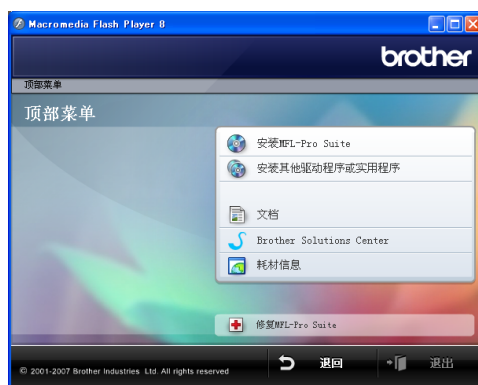 Macromedia Flash Player 8
brother
顶部菜单
顶部菜单
安装MFL-Pro Suite
安装其他驱动程序或实用程序
文档
Brother Solutions Center
耗材信息
修复MFL-Pro Suite
© 2001-2007 Brother Industries Ltd. All rights reserved
退回
退出